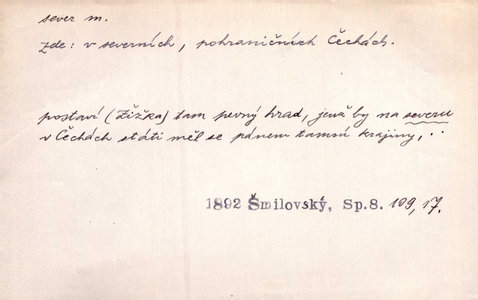 sever m.
zde: v severních, pohraničních Čechách.
postaví (Žižka) tam pevný hrad, jenž by na severu
v Čechách státi měl se pánem tamní krajiny, ..
1892 Šmilovský, Sp.8. 109, 17.